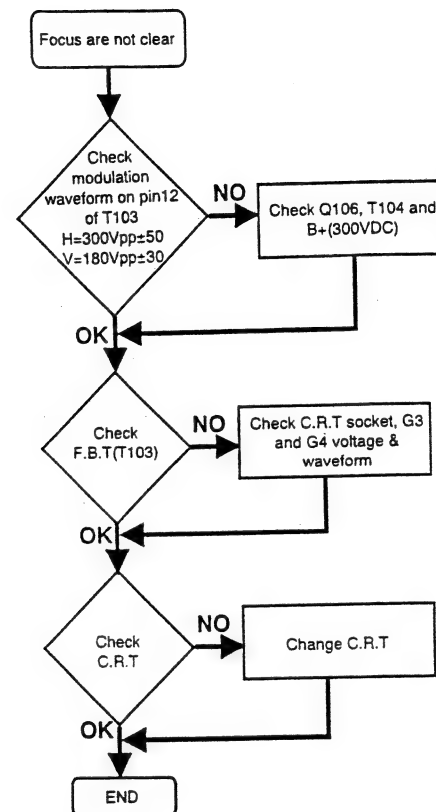 Focus are not clear
Check
modulation
waveform on pin12
of T103
H=300Vpp±50
V=180Vpp±30
NO
Check Q106, T104 and
B+(300VDC)
OK
Check
F.B.T(T103)
NO
Check C.R.T socket, G3
and G4 voltage &
waveform
OK
Check
C.R.T
NO
Change C.R.T
OK
END